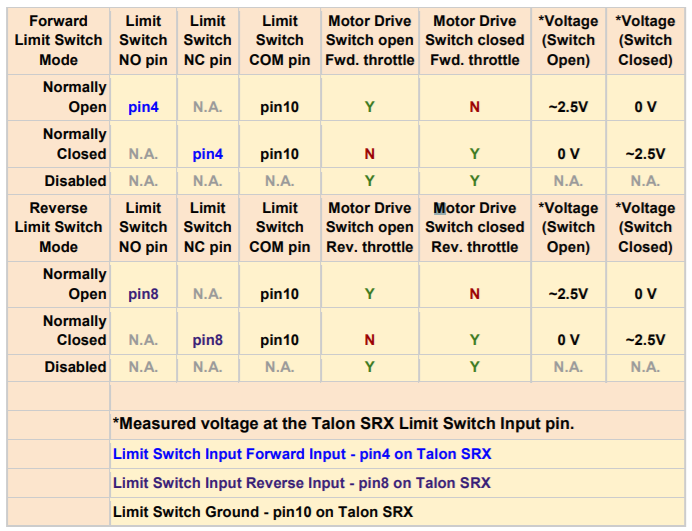 Forward Limit Switch Mode | Limit Switch NO pin | Limit Switch NC pin | Limit Switch COM pin | Motor Drive Switch open Fwd. throttle | Motor Drive Switch closed Fwd. throttle | *Voltage (Switch Open) | *Voltage (Switch Closed)
Normally Open | pin4 | N.A. | pin10 | Y | N | ~2.5V | 0 V
Normally Closed | N.A. | pin4 | pin10 | N | Y | 0 V | ~2.5V
Disabled | N.A. | N.A. | N.A. | Y | Y | N.A. | N.A.
Reverse Limit Switch Mode | Limit Switch NO pin | Limit Switch NC pin | Limit Switch COM pin | Motor Drive Switch open Rev. throttle | Motor Drive Switch closed Rev. throttle | *Voltage (Switch Open) | *Voltage (Switch Closed)
Normally Open | pin8 | N.A. | pin10 | Y | N | ~2.5V | 0 V
Normally Closed | N.A. | pin8 | pin10 | N | Y | 0 V | ~2.5V
Disabled | N.A. | N.A. | N.A. | Y | Y | N.A. | N.A.
*Measured voltage at the Talon SRX Limit Switch Input pin.
Limit Switch Input Forward Input - pin4 on Talon SRX
Limit Switch Input Reverse Input - pin8 on Talon SRX
Limit Switch Ground - pin10 on Talon SRX